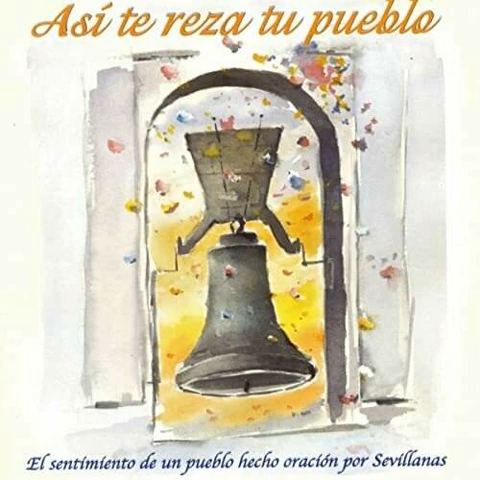 Así te reza tu pueblo
El sentimiento de un pueblo hecho oración por Sevillanas